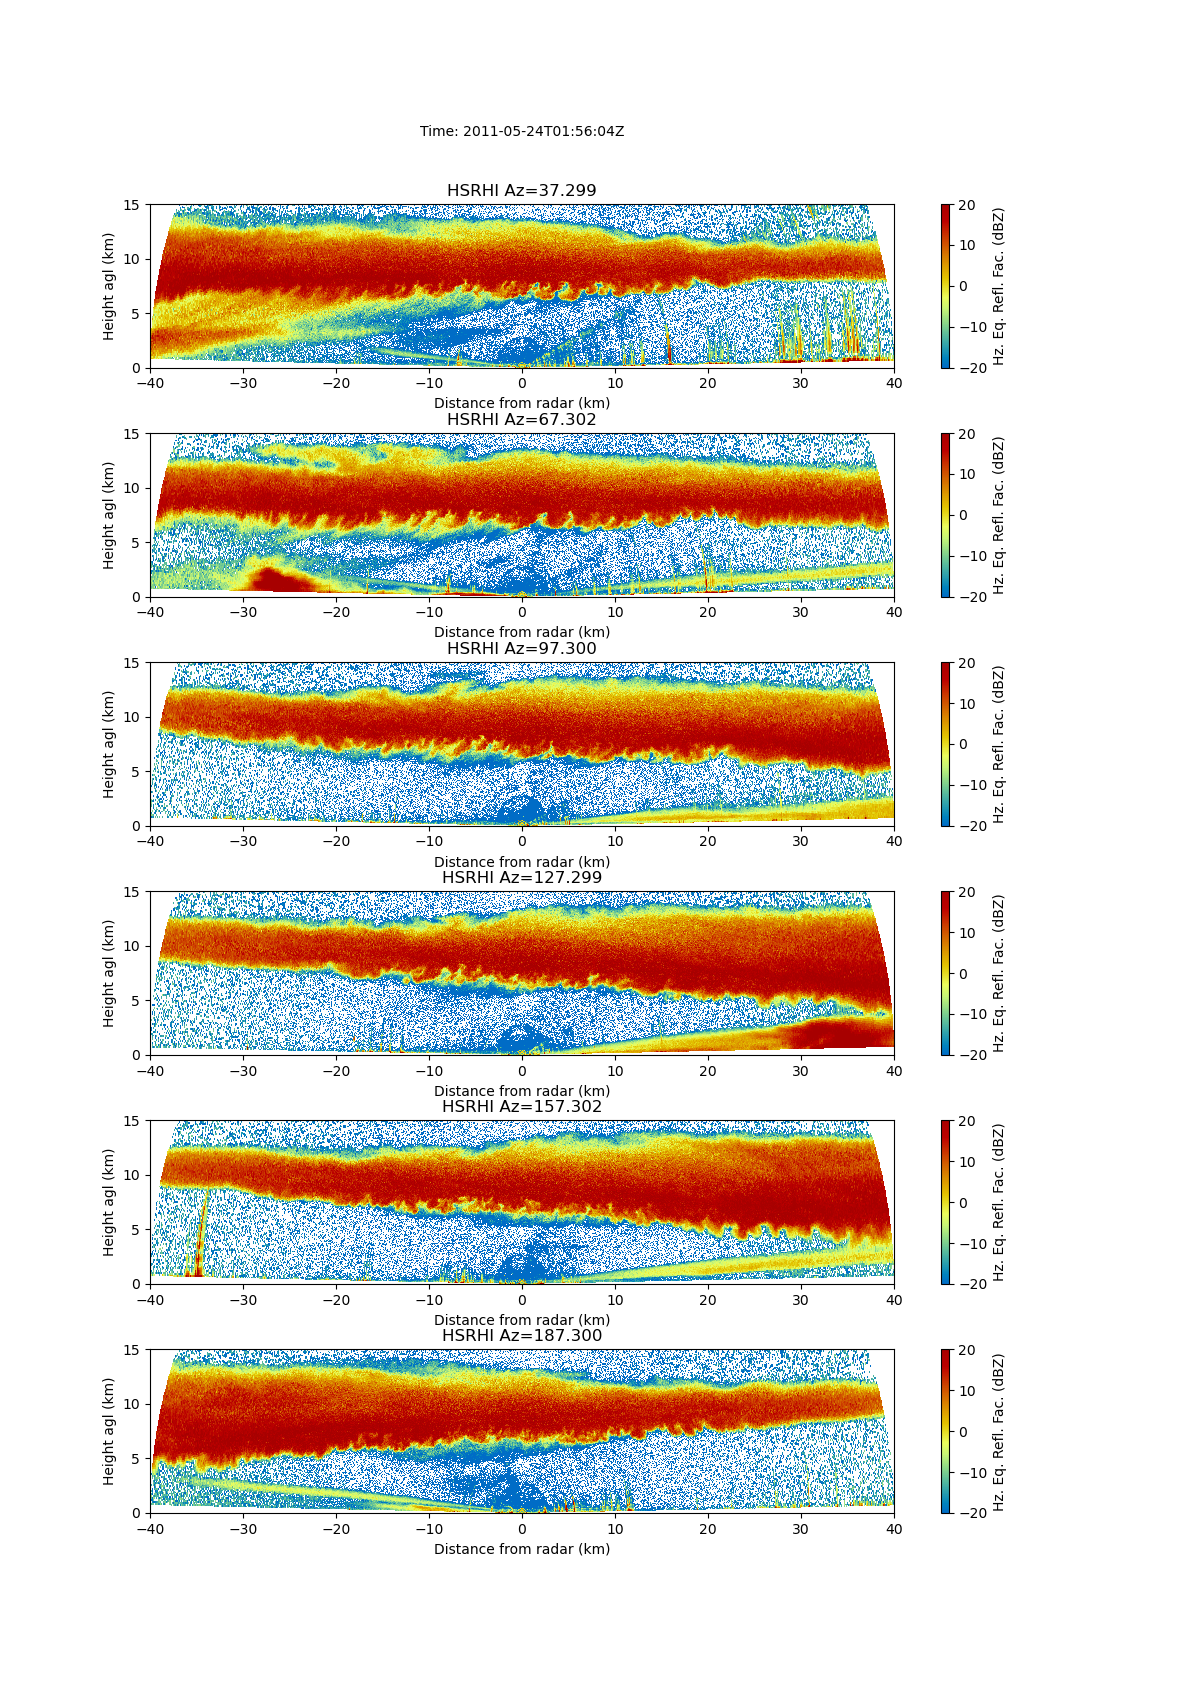 Time: 2011-05-24T01:56:04Z
HSRHI Az=37.299
15
10
5
0
Height agl (km)
−40 −30 −20 −10 0 10 20 30 40
Distance from radar (km)
20
10
0
−10
−20
Hz. Eq. Refl. Fac. (dBZ)
HSRHI Az=67.302
15
10
5
0
Height agl (km)
−40 −30 −20 −10 0 10 20 30 40
Distance from radar (km)
20
10
0
−10
−20
Hz. Eq. Refl. Fac. (dBZ)
HSRHI Az=97.300
15
10
5
0
Height agl (km)
−40 −30 −20 −10 0 10 20 30 40
Distance from radar (km)
20
10
0
−10
−20
Hz. Eq. Refl. Fac. (dBZ)
HSRHI Az=127.299
15
10
5
0
Height agl (km)
−40 −30 −20 −10 0 10 20 30 40
Distance from radar (km)
20
10
0
−10
−20
Hz. Eq. Refl. Fac. (dBZ)
HSRHI Az=157.302
15
10
5
0
Height agl (km)
−40 −30 −20 −10 0 10 20 30 40
Distance from radar (km)
20
10
0
−10
−20
Hz. Eq. Refl. Fac. (dBZ)
HSRHI Az=187.300
15
10
5
0
Height agl (km)
−40 −30 −20 −10 0 10 20 30 40
Distance from radar (km)
20
10
0
−10
−20
Hz. Eq. Refl. Fac. (dBZ)